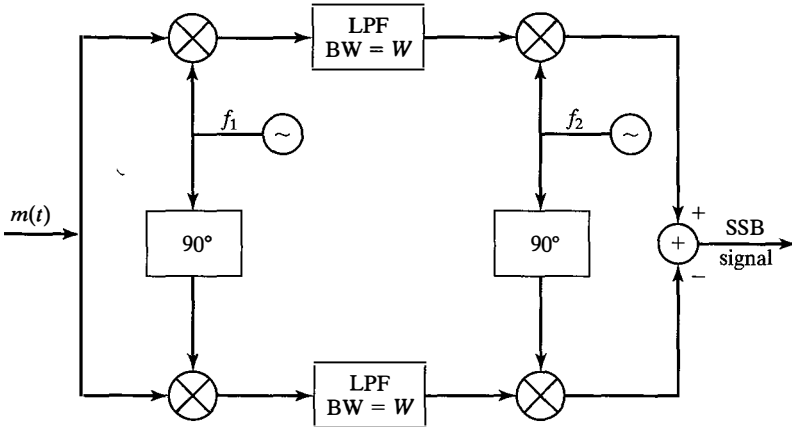 LPF
BW = W
f₁
~
f₂
~
m(t)
90°
90°
+
+
−
SSB
signal
LPF
BW = W